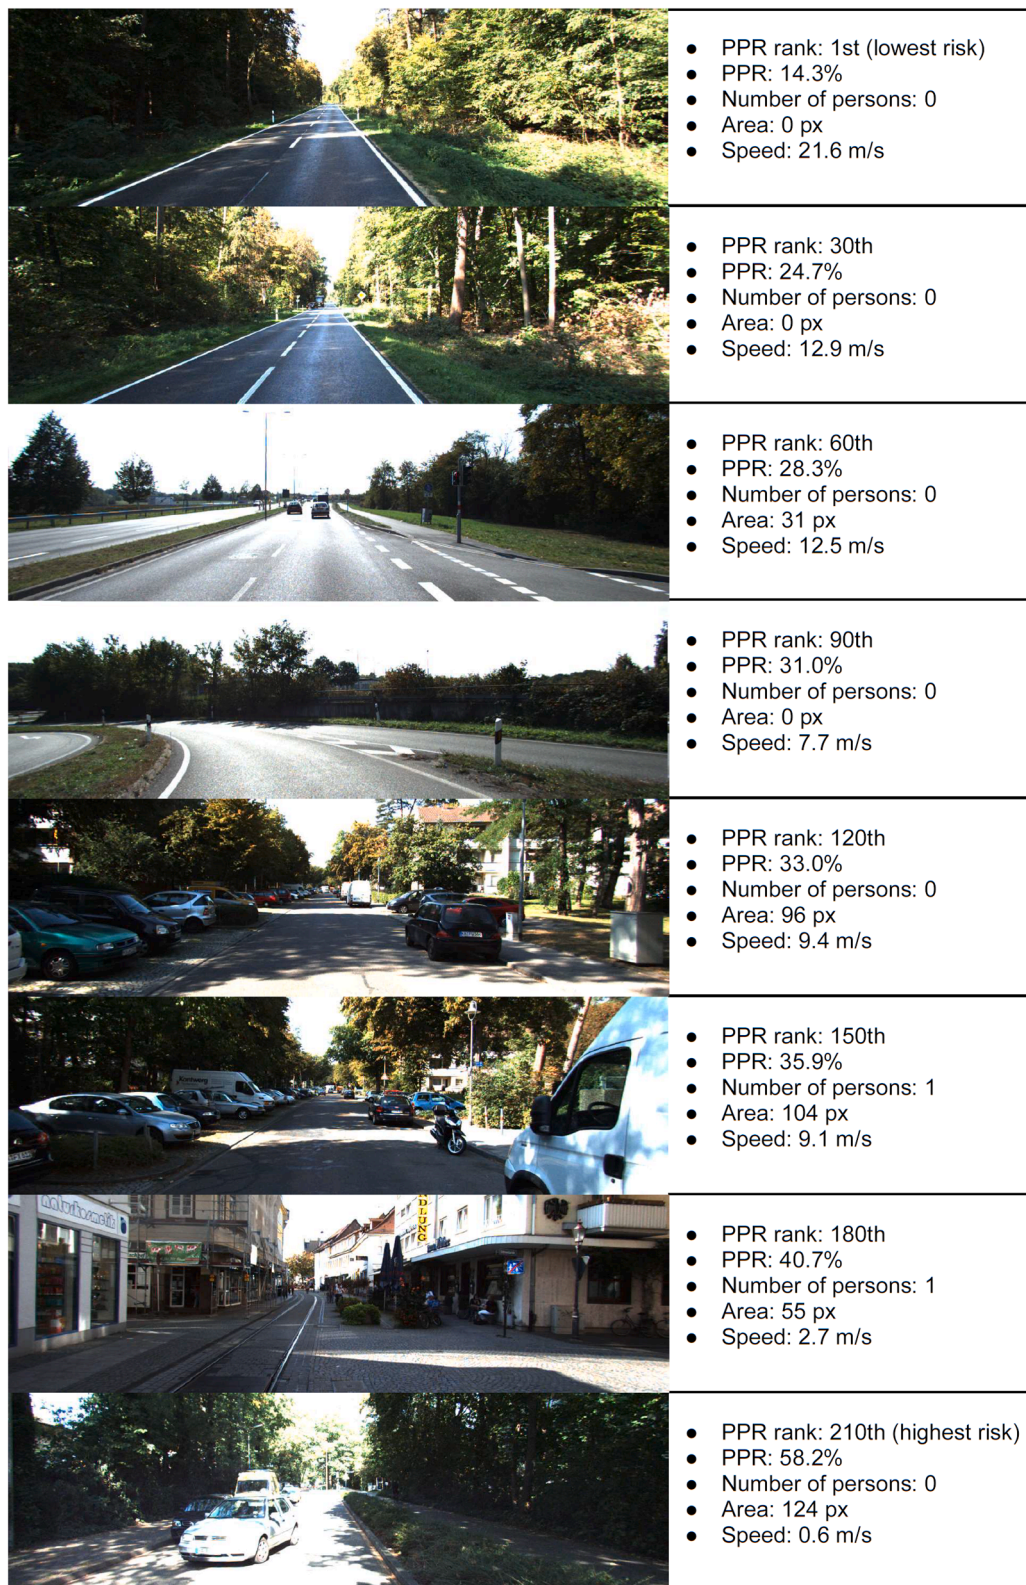 ● PPR rank: 1st (lowest risk)
● PPR: 14.3%
● Number of persons: 0
● Area: 0 px
● Speed: 21.6 m/s
● PPR rank: 30th
● PPR: 24.7%
● Number of persons: 0
● Area: 0 px
● Speed: 12.9 m/s
● PPR rank: 60th
● PPR: 28.3%
● Number of persons: 0
● Area: 31 px
● Speed: 12.5 m/s
● PPR rank: 90th
● PPR: 31.0%
● Number of persons: 0
● Area: 0 px
● Speed: 7.7 m/s
● PPR rank: 120th
● PPR: 33.0%
● Number of persons: 0
● Area: 96 px
● Speed: 9.4 m/s
● PPR rank: 150th
● PPR: 35.9%
● Number of persons: 1
● Area: 104 px
● Speed: 9.1 m/s
DLUNG
● PPR rank: 180th
● PPR: 40.7%
● Number of persons: 1
● Area: 55 px
● Speed: 2.7 m/s
● PPR rank: 210th (highest risk)
● PPR: 58.2%
● Number of persons: 0
● Area: 124 px
● Speed: 0.6 m/s